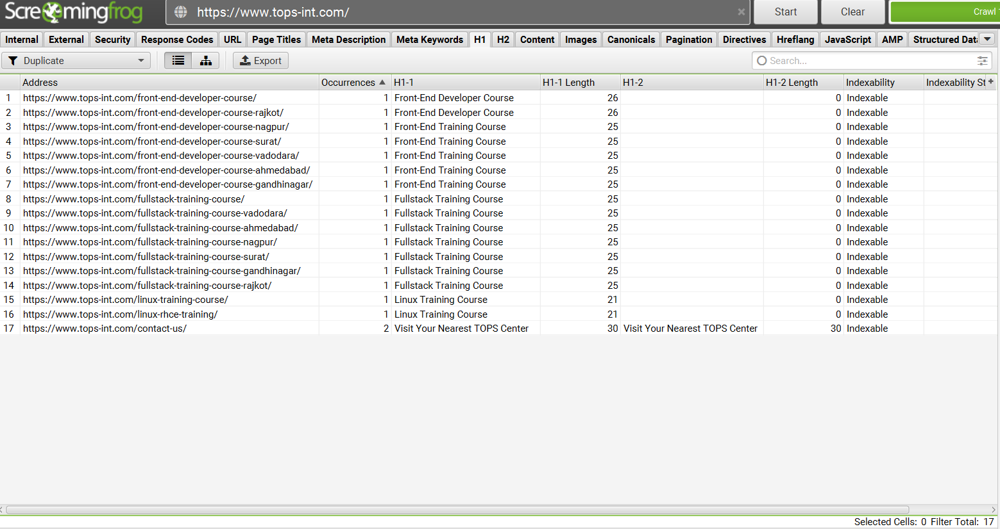 Screamingfrog https://www.tops-int.com/ Start Clear Crawl
Internal External Security Response Codes URL Page Titles Meta Description Meta Keywords H1 H2 Content Images Canonicals Pagination Directives Hreflang JavaScript AMP Structured Data
Duplicate Export Search...
Address Occurrences H1-1 H1-1 Length H1-2 H1-2 Length Indexability Indexability St
1 https://www.tops-int.com/front-end-developer-course/ 1 Front-End Developer Course 26 0 Indexable
2 https://www.tops-int.com/front-end-developer-course-rajkot/ 1 Front-End Developer Course 26 0 Indexable
3 https://www.tops-int.com/front-end-developer-course-nagpur/ 1 Front-End Training Course 25 0 Indexable
4 https://www.tops-int.com/front-end-developer-course-surat/ 1 Front-End Training Course 25 0 Indexable
5 https://www.tops-int.com/front-end-developer-course-vadodara/ 1 Front-End Training Course 25 0 Indexable
6 https://www.tops-int.com/front-end-developer-course-ahmedabad/ 1 Front-End Training Course 25 0 Indexable
7 https://www.tops-int.com/front-end-developer-course-gandhinagar/ 1 Front-End Training Course 25 0 Indexable
8 https://www.tops-int.com/fullstack-training-course/ 1 Fullstack Training Course 25 0 Indexable
9 https://www.tops-int.com/fullstack-training-course-vadodara/ 1 Fullstack Training Course 25 0 Indexable
10 https://www.tops-int.com/fullstack-training-course-ahmedabad/ 1 Fullstack Training Course 25 0 Indexable
11 https://www.tops-int.com/fullstack-training-course-nagpur/ 1 Fullstack Training Course 25 0 Indexable
12 https://www.tops-int.com/fullstack-training-course-surat/ 1 Fullstack Training Course 25 0 Indexable
13 https://www.tops-int.com/fullstack-training-course-gandhinagar/ 1 Fullstack Training Course 25 0 Indexable
14 https://www.tops-int.com/fullstack-training-course-rajkot/ 1 Fullstack Training Course 25 0 Indexable
15 https://www.tops-int.com/linux-training-course/ 1 Linux Training Course 21 0 Indexable
16 https://www.tops-int.com/linux-rhce-training/ 1 Linux Training Course 21 0 Indexable
17 https://www.tops-int.com/contact-us/ 2 Visit Your Nearest TOPS Center 30 Visit Your Nearest TOPS Center 30 Indexable
Selected Cells: 0 Filter Total: 17